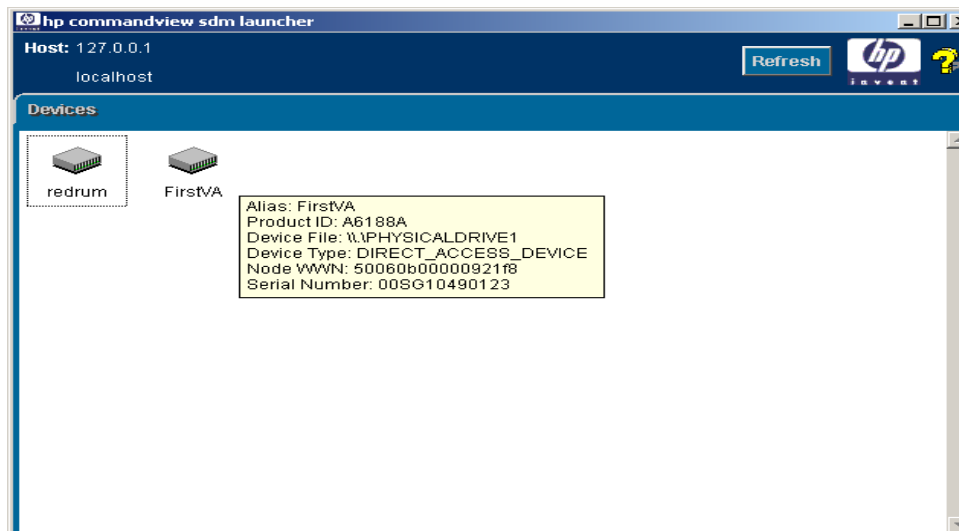 hp commandview sdm launcher
Host: 127.0.0.1
localhost
Refresh
hp
invent
Devices
redrum
FirstVA
Alias: FirstVA
Product ID: A6188A
Device File: \\.\PHYSICALDRIVE1
Device Type: DIRECT_ACCESS_DEVICE
Node WWN: 50060b00000921f8
Serial Number: 00SG10490123